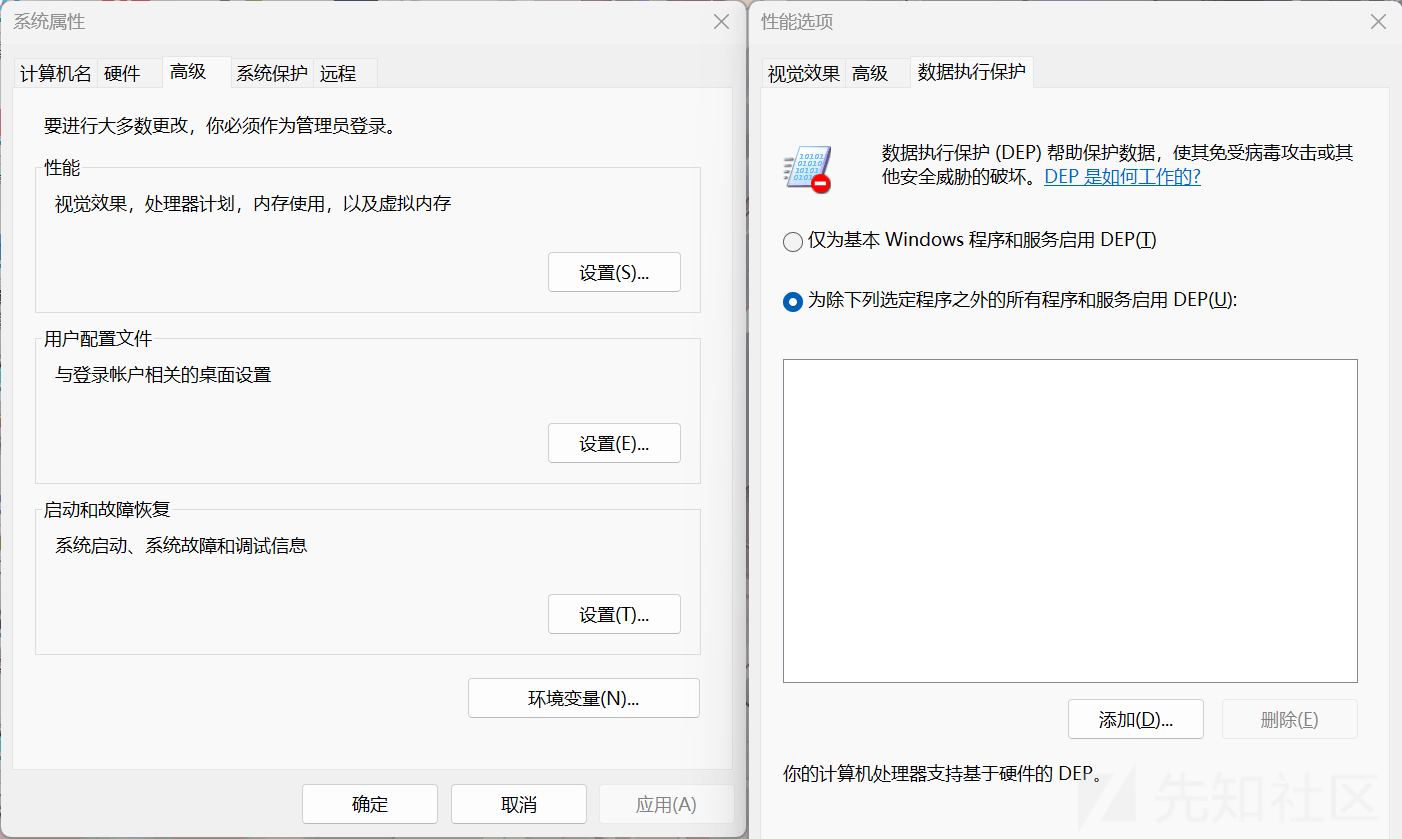 系统属性
计算机名 硬件 高级 系统保护 远程
要进行大多数更改，你必须作为管理员登录。
性能
视觉效果，处理器计划，内存使用，以及虚拟内存
设置(S)...
用户配置文件
与登录帐户相关的桌面设置
设置(E)...
启动和故障恢复
系统启动、系统故障和调试信息
设置(T)...
环境变量(N)...
确定 取消 应用(A)
性能选项
视觉效果 高级 数据执行保护
数据执行保护 (DEP) 帮助保护数据，使其免受病毒攻击或其
他安全威胁的破坏。DEP 是如何工作的?
仅为基本 Windows 程序和服务启用 DEP(T)
为除下列选定程序之外的所有程序和服务启用 DEP(U):
添加(D)... 删除(E)
你的计算机处理器支持基于硬件的 DEP。
先知社区